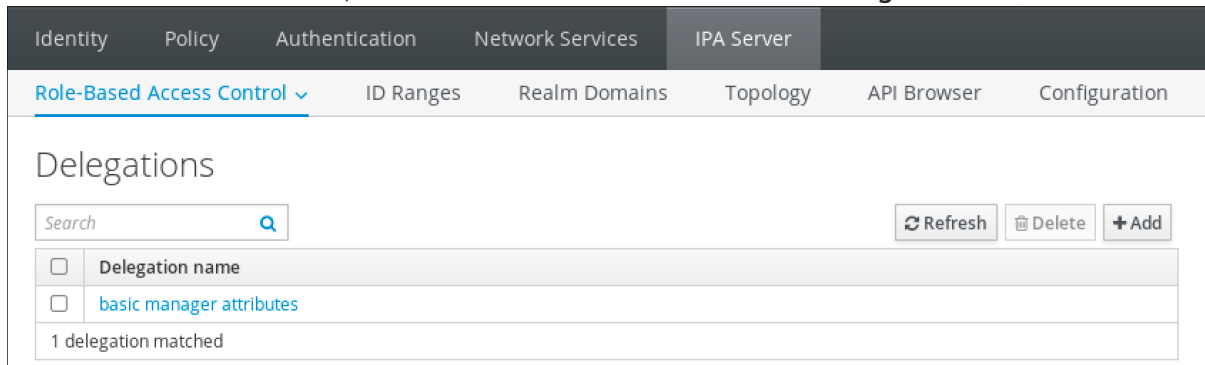 Identity Policy Authentication Network Services IPA Server
Role-Based Access Control ID Ranges Realm Domains Topology API Browser Configuration
Delegations
Search Refresh Delete Add
Delegation name
basic manager attributes
1 delegation matched